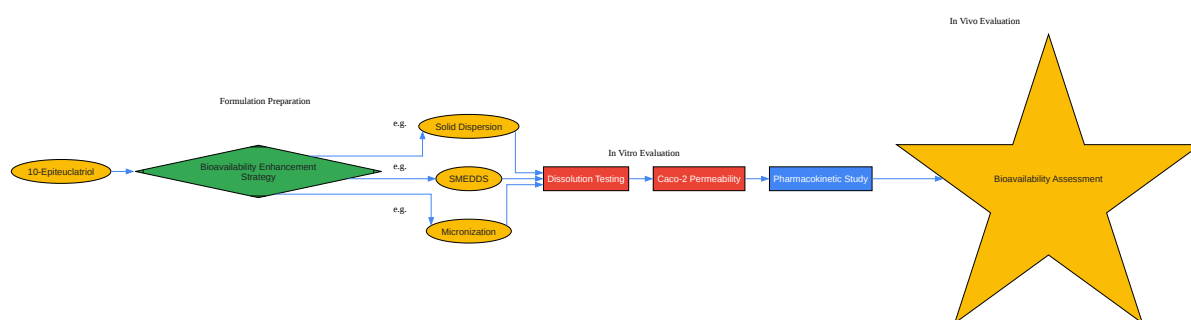 In Vivo Evaluation
Formulation Preparation
e.g.
Solid Dispersion
In Vitro Evaluation
10-Epiteuclatriol
Bioavailability Enhancement
Strategy
e.g.
SMEDDS
Dissolution Testing
Caco-2 Permeability
Pharmacokinetic Study
Bioavailability Assessment
e.g.
Micronization